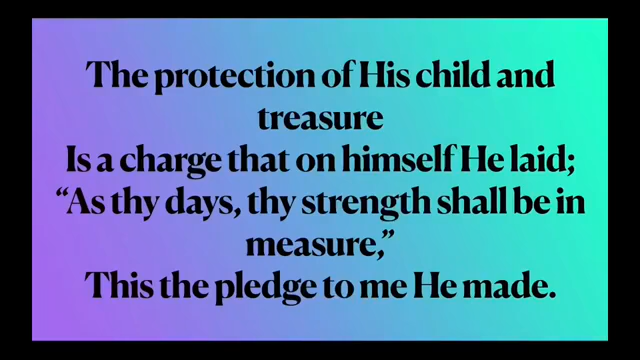 The protection of His child and
treasure
Is a charge that on himself He laid;
“As thy days, thy strength shall be in
measure,”
This the pledge to me He made.